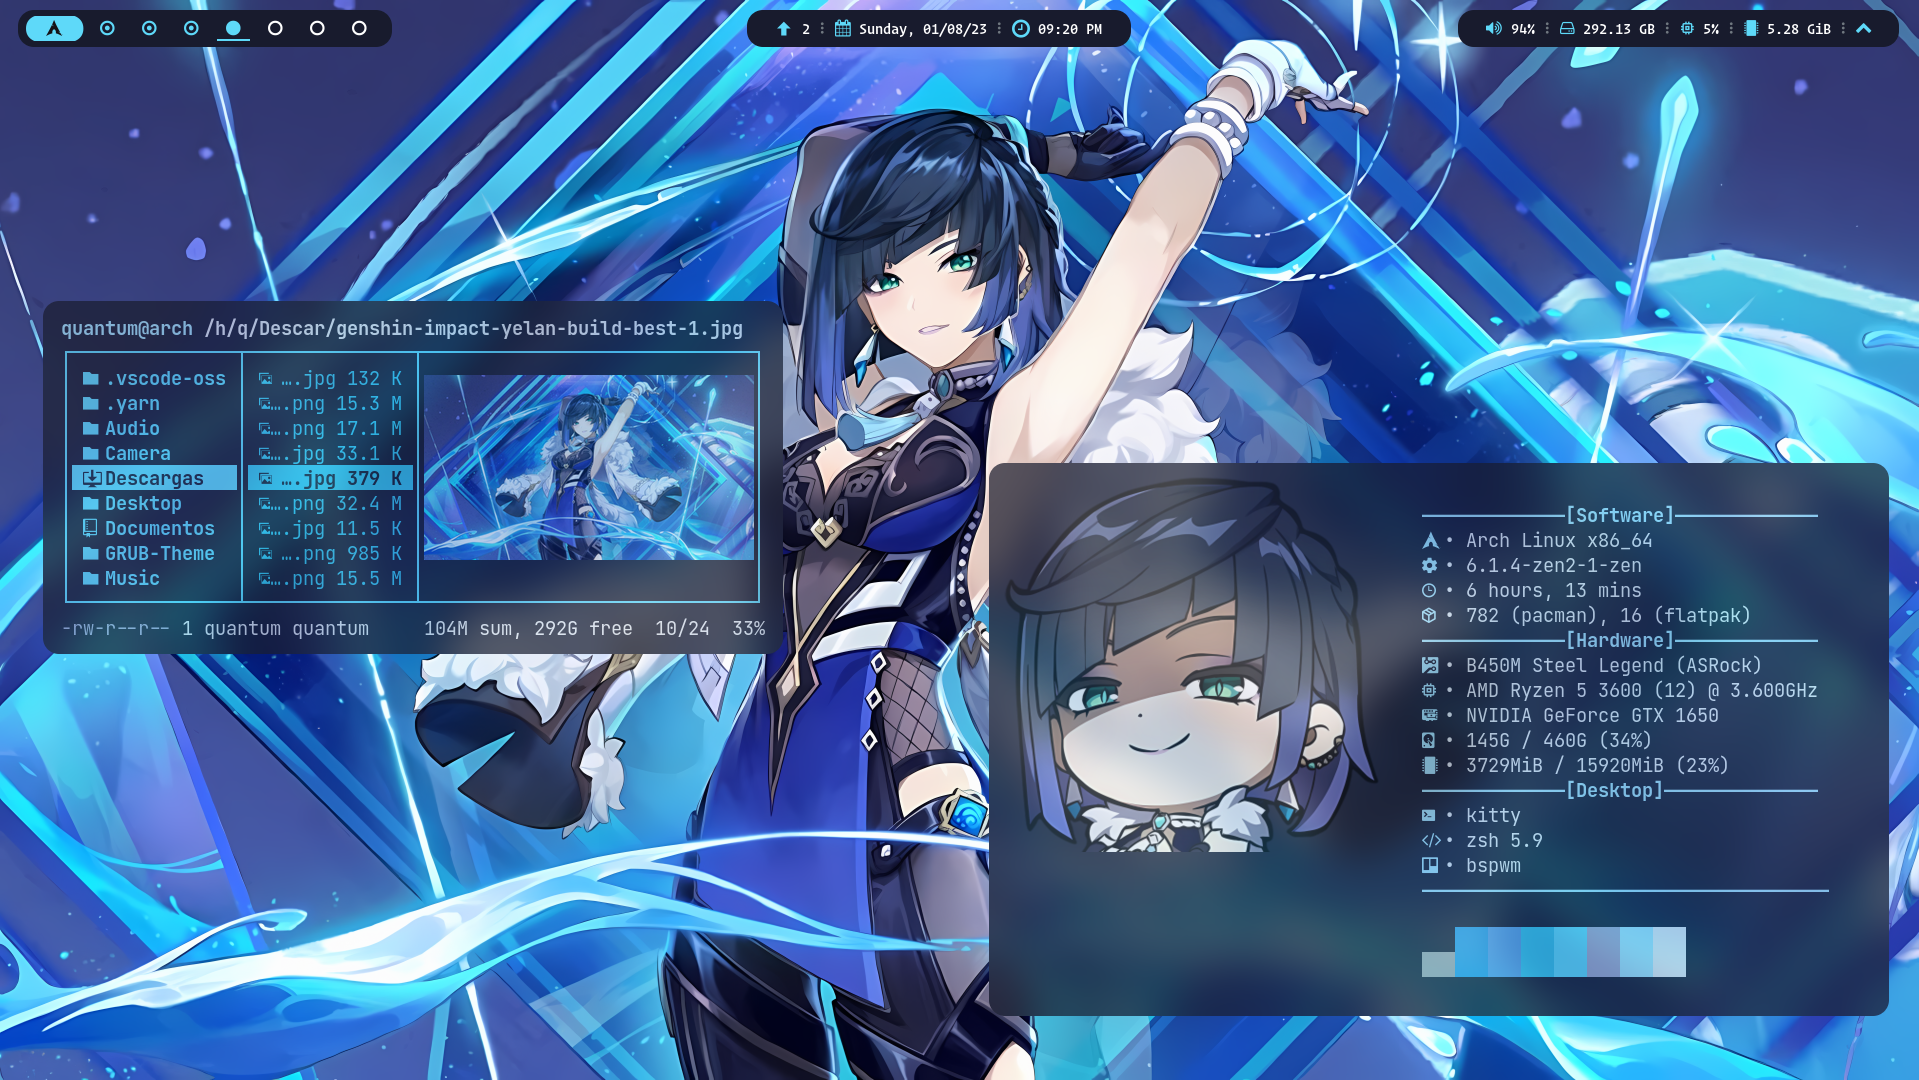 2 ⋮ Sunday, 01/08/23 ⋮ 09:20 PM
94% ⋮ 292.13 GB ⋮ 5% ⋮ 5.28 GiB ⋮
quantum@arch /h/q/Descar/genshin-impact-yelan-build-best-1.jpg
.vscode-oss ….jpg 132 K
.yarn ….png 15.3 M
Audio ….png 17.1 M
Camera ….jpg 33.1 K
Descargas ….jpg 379 K
Desktop ….png 32.4 M
Documentos ….jpg 11.5 K
GRUB-Theme ….png 985 K
Music ….png 15.5 M
-rw-r--r-- 1 quantum quantum 104M sum, 292G free 10/24 33%
[Software]
• Arch Linux x86_64
• 6.1.4-zen2-1-zen
• 6 hours, 13 mins
• 782 (pacman), 16 (flatpak)
[Hardware]
• B450M Steel Legend (ASRock)
• AMD Ryzen 5 3600 (12) @ 3.600GHz
• NVIDIA GeForce GTX 1650
• 145G / 460G (34%)
• 3729MiB / 15920MiB (23%)
[Desktop]
• kitty
• zsh 5.9
• bspwm